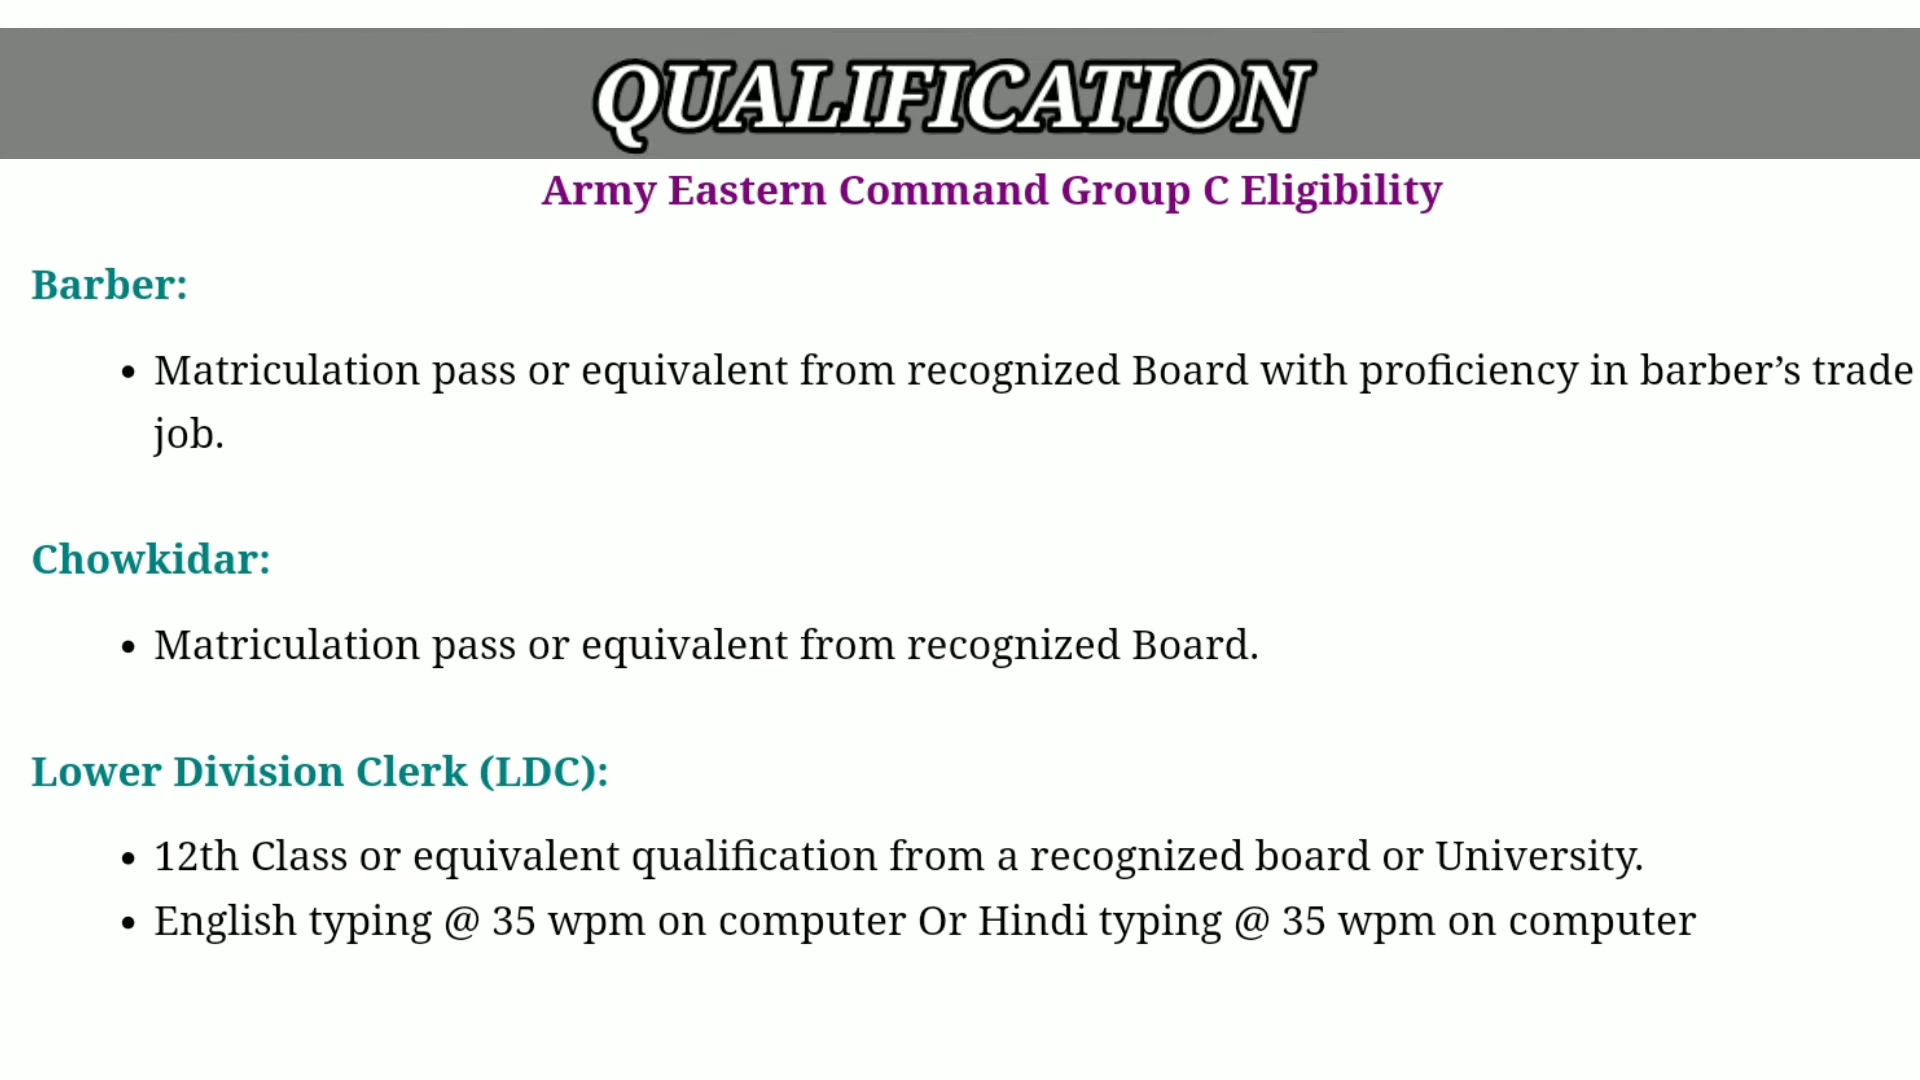 QUALIFICATION
Army Eastern Command Group C Eligibility
Barber:
• Matriculation pass or equivalent from recognized Board with proficiency in barber’s trade
job.
Chowkidar:
• Matriculation pass or equivalent from recognized Board.
Lower Division Clerk (LDC):
• 12th Class or equivalent qualification from a recognized board or University.
• English typing @ 35 wpm on computer Or Hindi typing @ 35 wpm on computer